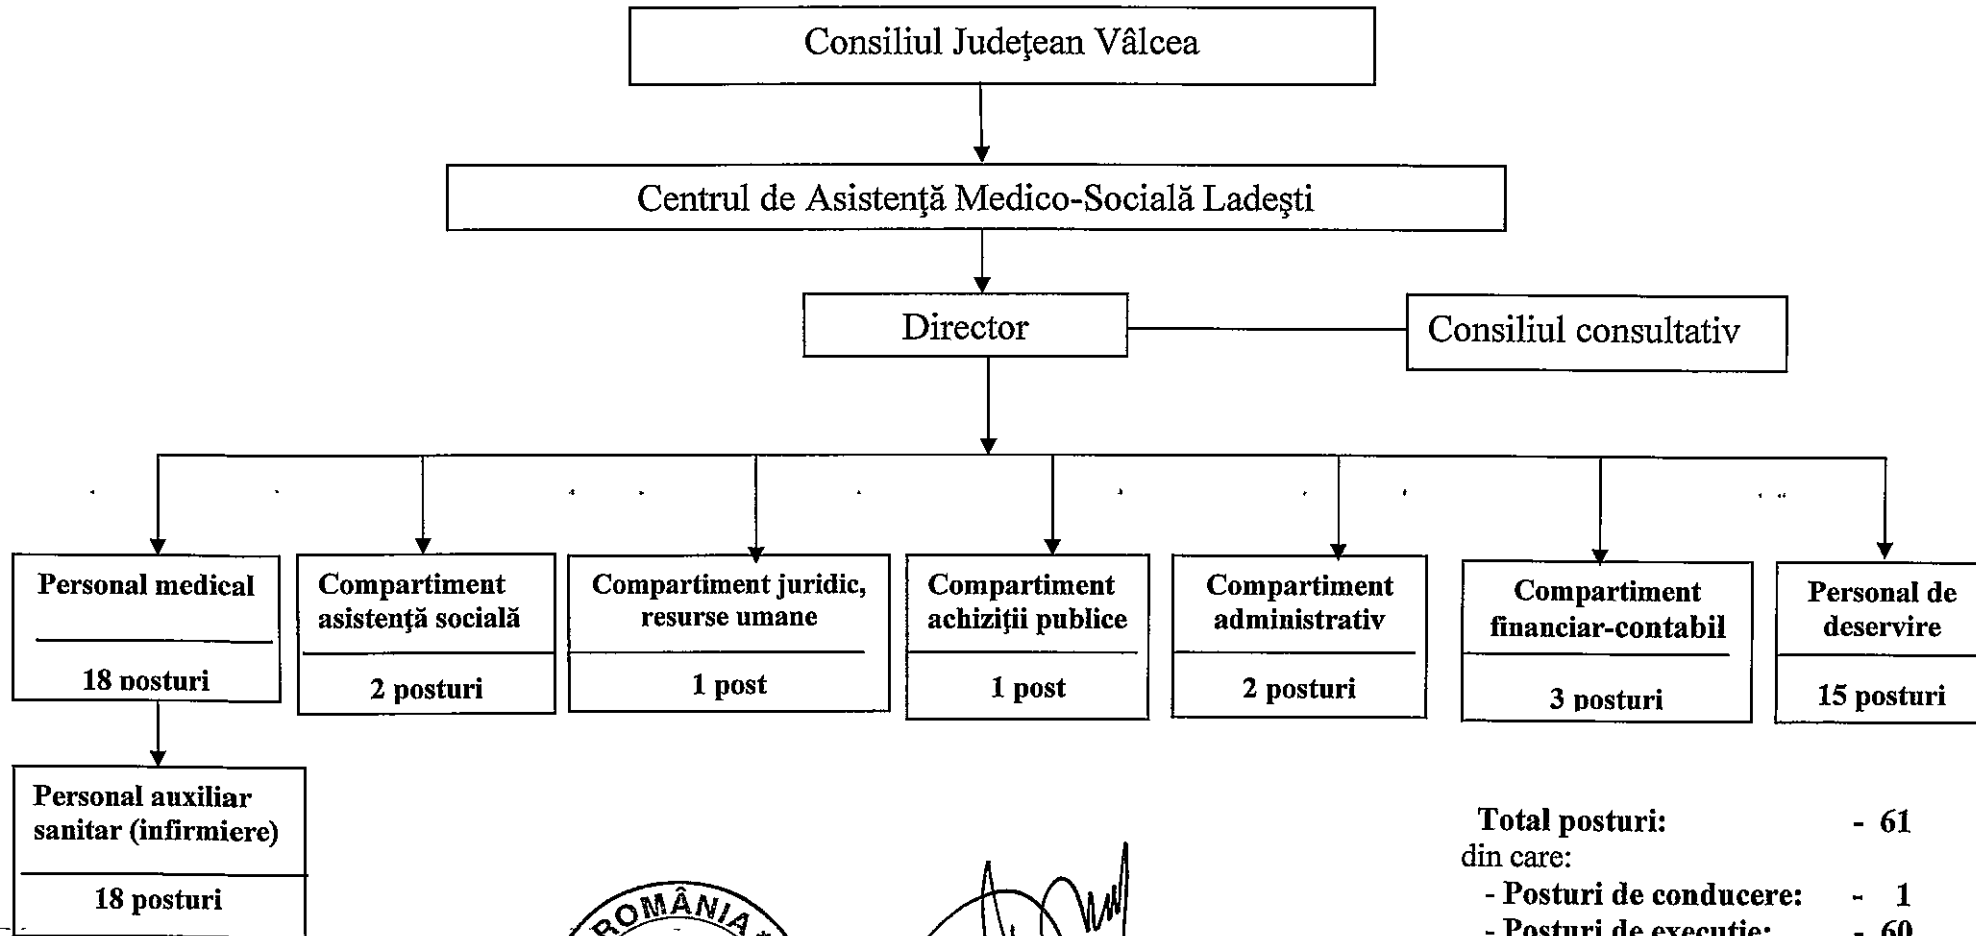 Consiliul Judeţean Vâlcea
Centrul de Asistenţă Medico-Socială Ladeşti
Director
Consiliul consultativ
Personal medical
18 posturi
Compartiment
asistenţă socială
2 posturi
Compartiment juridic,
resurse umane
1 post
Compartiment
achiziţii publice
1 post
Compartiment
administrativ
2 posturi
Compartiment
financiar-contabil
3 posturi
Personal de
deservire
15 posturi
Personal auxiliar
sanitar (infirmiere)
18 posturi
ROMÂNIA *
Total posturi: - 61
din care:
- Posturi de conducere: - 1
- Posturi de execuţie: - 60